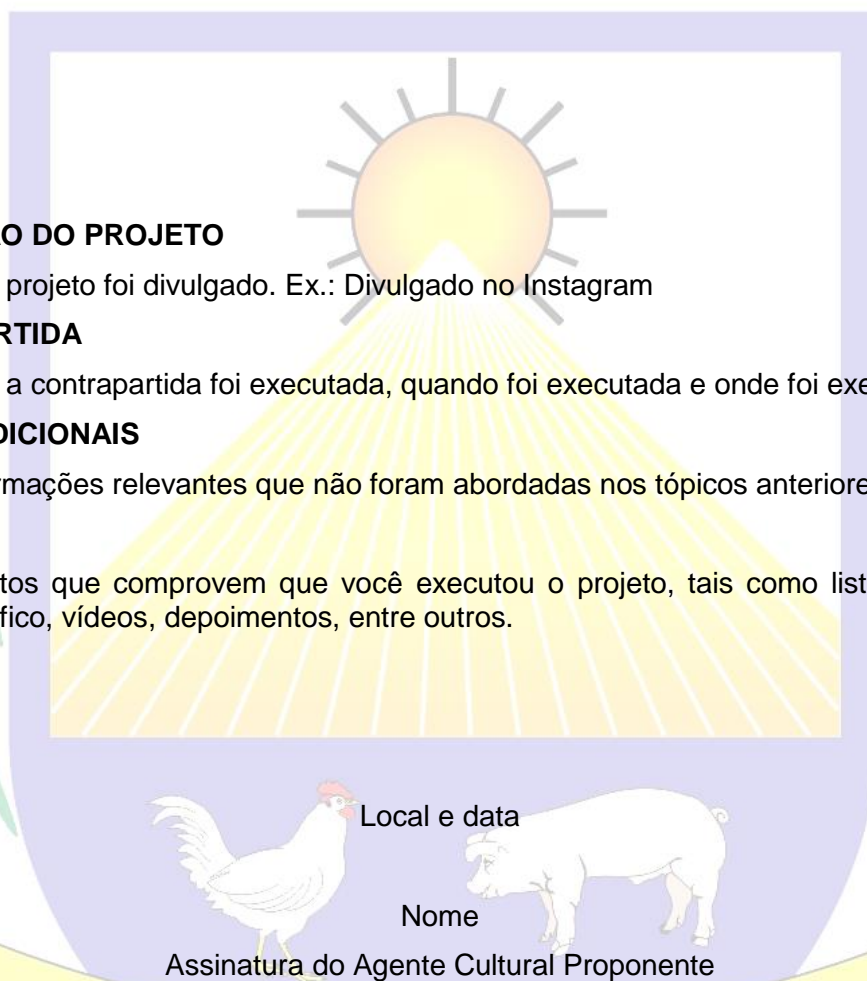 O DO PROJETO
projeto foi divulgado. Ex.: Divulgado no Instagram
RTIDA
a contrapartida foi executada, quando foi executada e onde foi exe
DICIONAIS
rmações relevantes que não foram abordadas nos tópicos anteriore
tos que comprovem que você executou o projeto, tais como list
fico, vídeos, depoimentos, entre outros.
Local e data
Nome
Assinatura do Agente Cultural Proponente